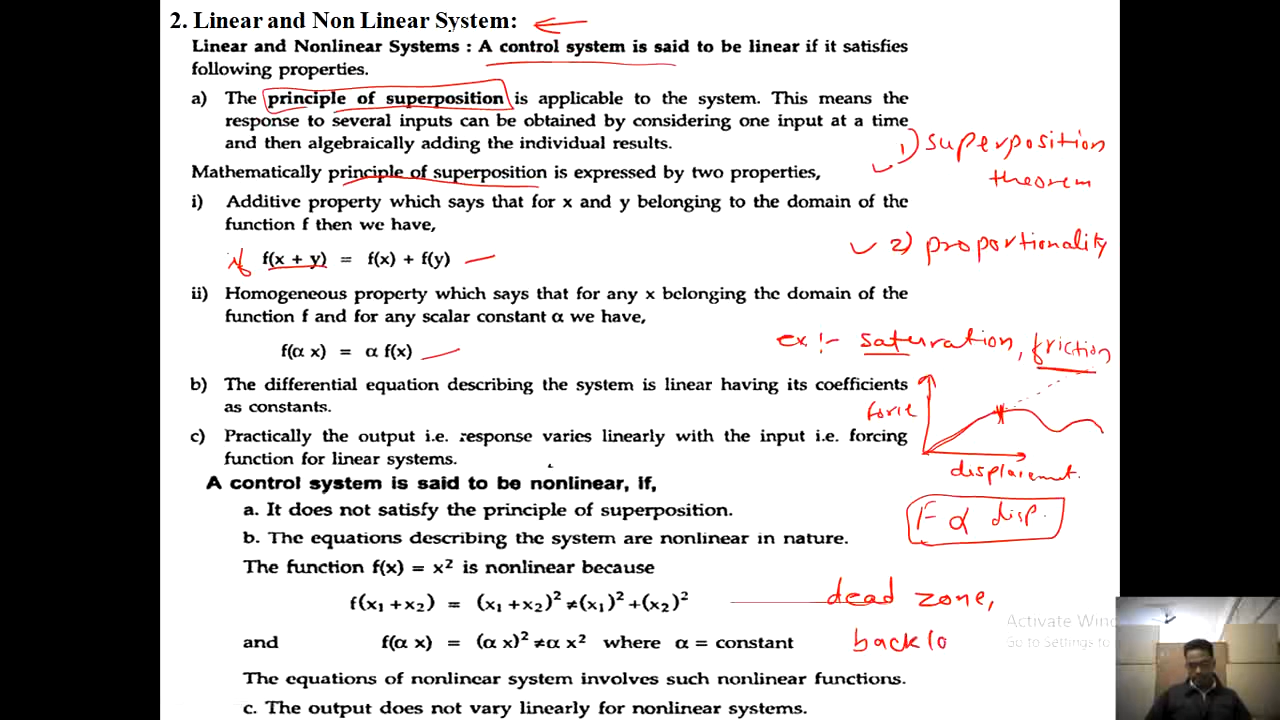 2. Linear and Non Linear System:
Linear and Nonlinear Systems : A control system is said to be linear if it satisfies
following properties.
a) The principle of superposition is applicable to the system. This means the
response to several inputs can be obtained by considering one input at a time
and then algebraically adding the individual results.
1) superposition
theorem
Mathematically principle of superposition is expressed by two properties,
i) Additive property which says that for x and y belonging to the domain of the
function f then we have,
2) proportionality
if f(x + y) = f(x) + f(y)
ii) Homogeneous property which says that for any x belonging the domain of the
function f and for any scalar constant α we have,
ex :- saturation, friction
f(α x) = α f(x)
b) The differential equation describing the system is linear having its coefficients
as constants.
force
c) Practically the output i.e. response varies linearly with the input i.e. forcing
function for linear systems.
displacement.
A control system is said to be nonlinear, if,
a. It does not satisfy the principle of superposition.
F α disp.
b. The equations describing the system are nonlinear in nature.
The function f(x) = x² is nonlinear because
f(x₁ +x₂) = (x₁ +x₂)² ≠(x₁)² +(x₂)²
dead zone,
and f(α x) = (α x)² ≠α x² where α = constant
backlo
Activate Wind
Go to Settings to
The equations of nonlinear system involves such nonlinear functions.
c. The output does not vary linearly for nonlinear systems.